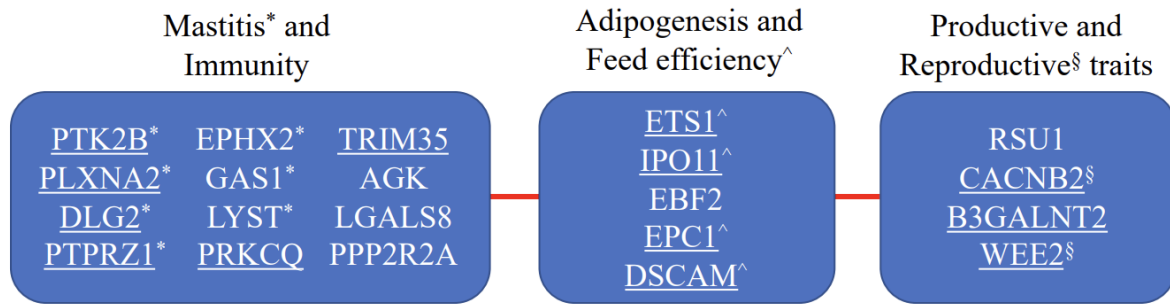 Mastitis* and
Immunity
PTK2B* EPHX2* TRIM35
PLXNA2* GAS1* AGK
DLG2* LYST* LGALS8
PTPRZ1* PRKCQ PPP2R2A
Adipogenesis and
Feed efficiency^
ETS1^
IPO11^
EBF2
EPC1^
DSCAM^
Productive and
Reproductive§ traits
RSU1
CACNB2§
B3GALNT2
WEE2§